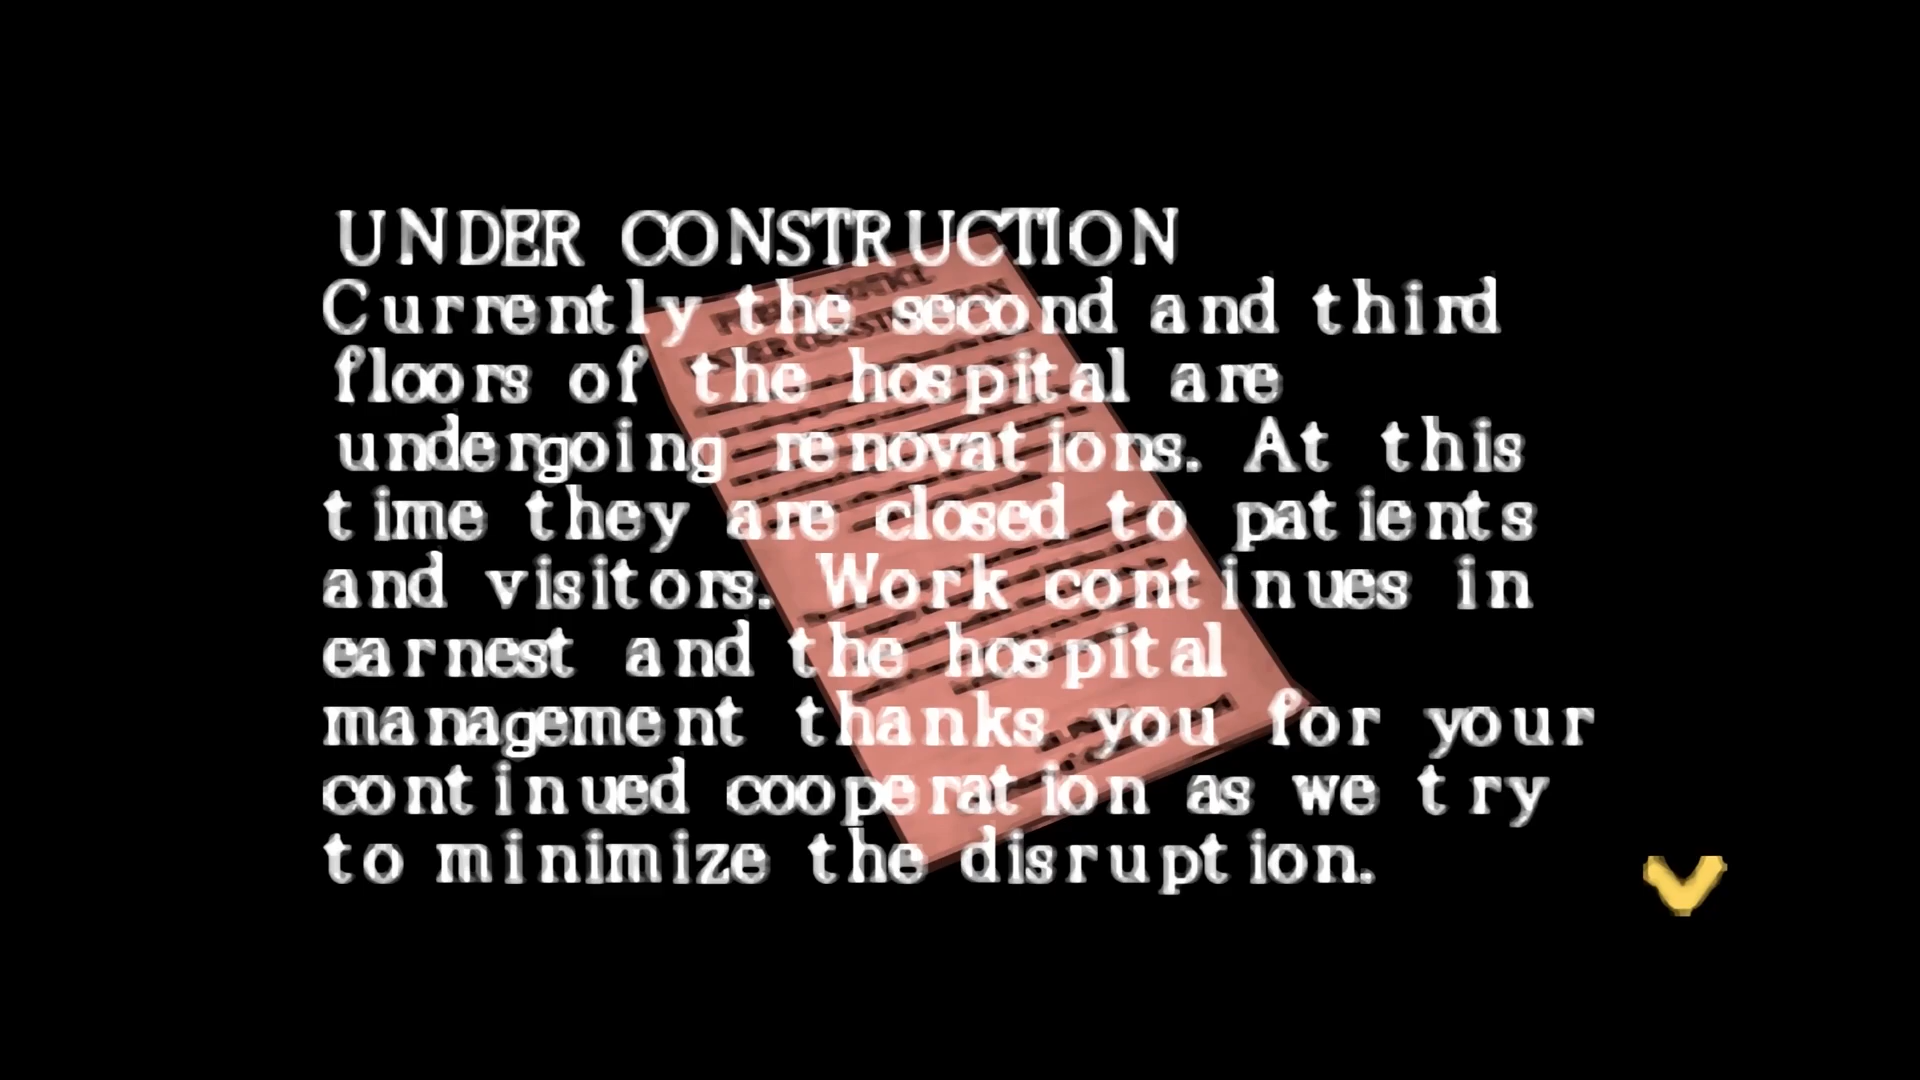 UNDER CONSTRUCTION
Currently the second and third
floors of the hospital are
undergoing renovations. At this
time they are closed to patients
and visitors. Work continues in
earnest and the hospital
management thanks you for your
continued cooperation as we try
to minimize the disruption.